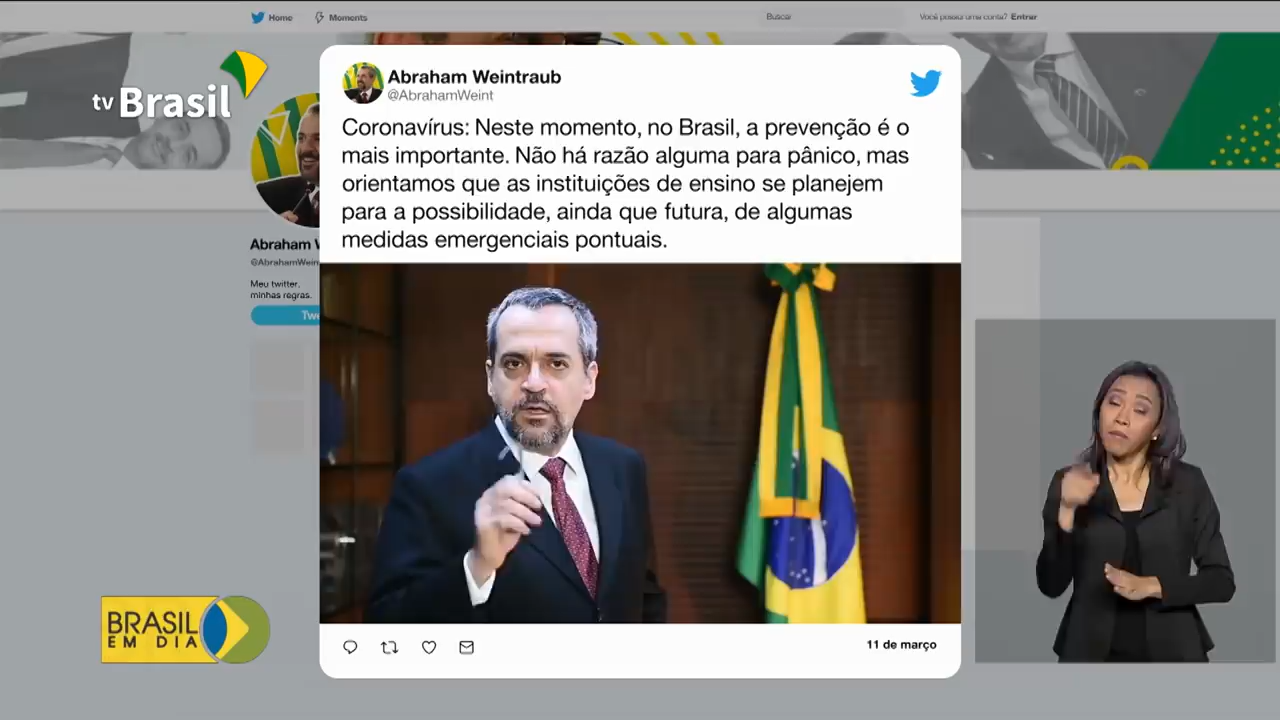 Home
Moments
Buscar
Você possui uma conta? Entrar
tv Brasil
Abraham Weintraub
@AbrahamWeint
Coronavírus: Neste momento, no Brasil, a prevenção é o
mais importante. Não há razão alguma para pânico, mas
orientamos que as instituições de ensino se planejem
para a possibilidade, ainda que futura, de algumas
medidas emergenciais pontuais.
Abraham
@AbrahamWein
Meu twitter,
minhas regras.
Twe
BRASIL
EM DIA
11 de março